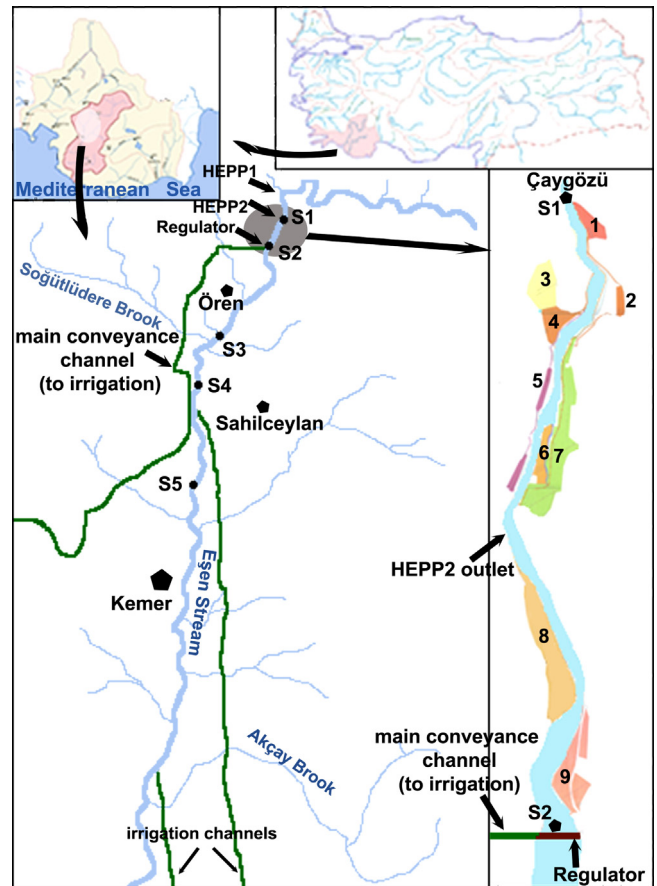 Mediterranean Sea
HEPP1
HEPP2
Regulator
S1
S2
Soğütlüdere Brook
Ören
main conveyance
channel
(to irrigation)
S3
S4
Sahilceylan
S5
Eşen Stream
Kemer
Akçay Brook
irrigation channels
Çaygözü
S1
1
2
3
4
5
6
7
HEPP2 outlet
8
main conveyance
channel
(to irrigation)
9
S2
Regulator